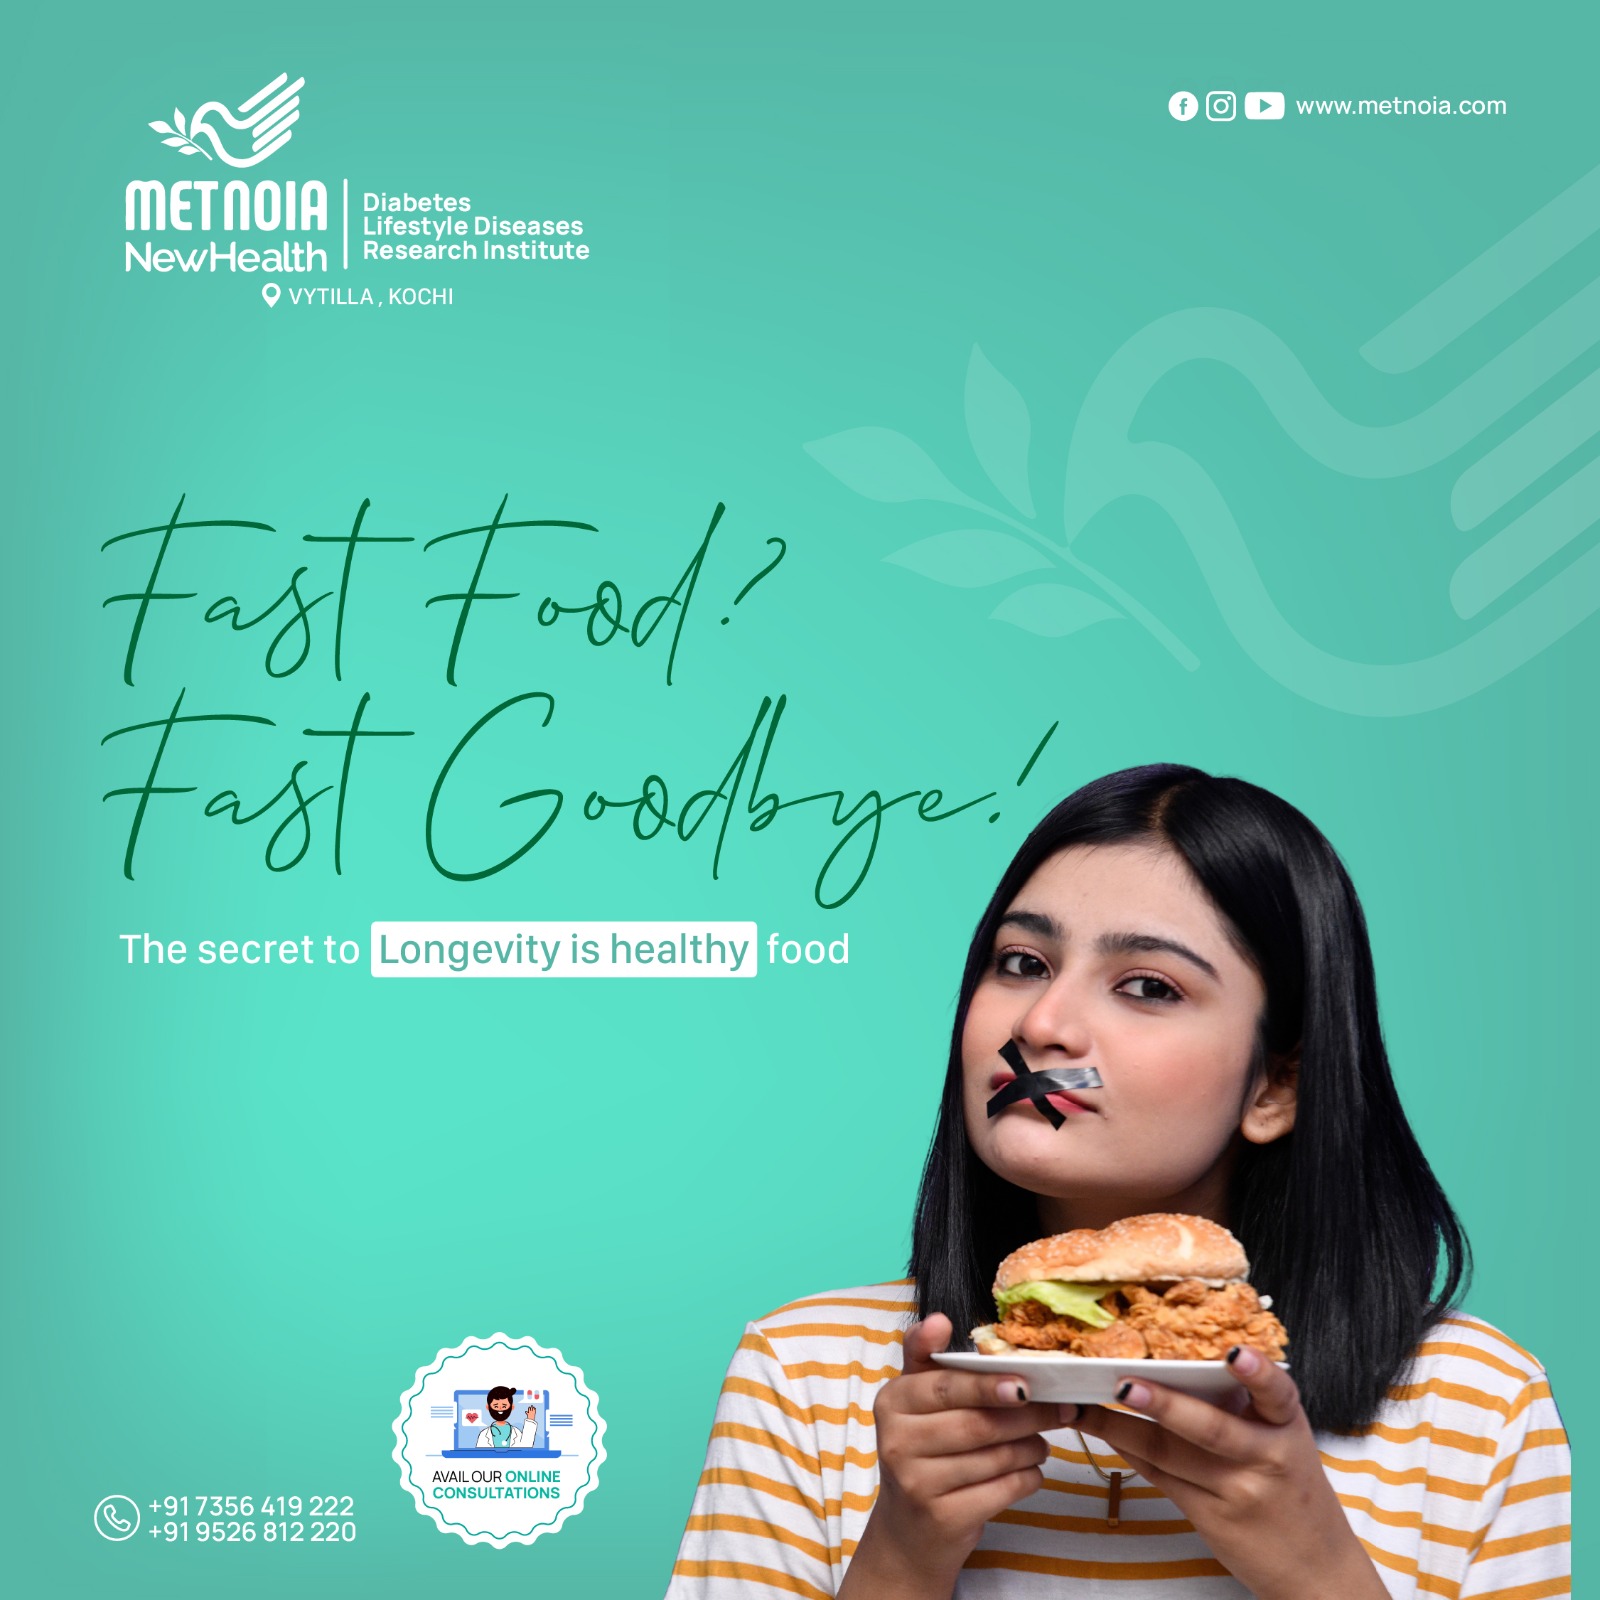 METNOIA
NewHealth
Diabetes
Lifestyle Diseases
Research Institute
VYTILLA , KOCHI
www.metnoia.com
Fast Food?
Fast Goodbye!
The secret to Longevity is healthy food
AVAIL OUR ONLINE
CONSULTATIONS
+91 7356 419 222
+91 9526 812 220